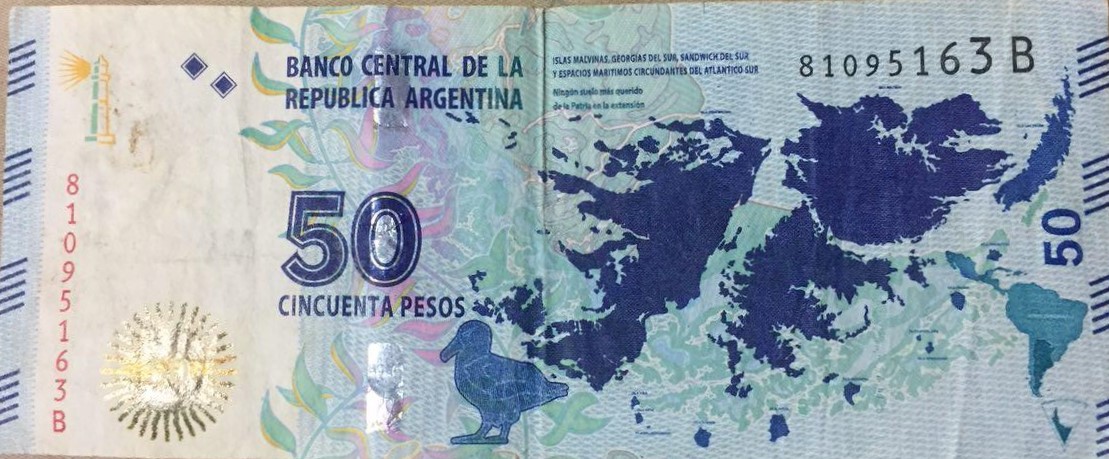 BANCO CENTRAL DE LA
REPUBLICA ARGENTINA
ISLAS MALVINAS, GEORGIAS DEL SUR, SANDWICH DEL SUR
Y ESPACIOS MARITIMOS CIRCUNDANTES DEL ATLANTICO SUR
Ningún suelo más querido
de la Patria en la extensión
81095163 B
81095163B
50
CINCUENTA PESOS
50